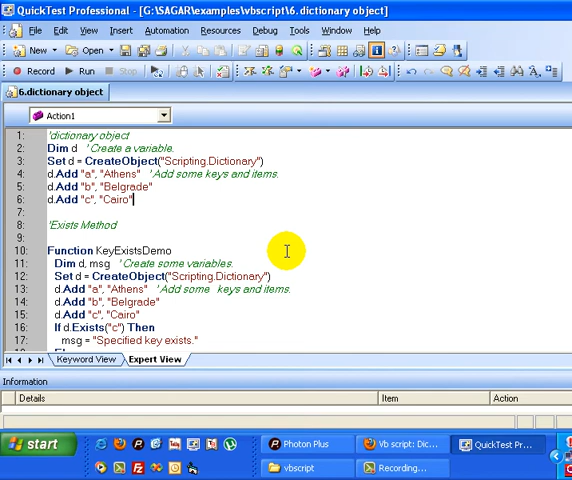 QuickTest Professional - [G:\SAGAR\examples\vbscript\6. dictionary object]
File Edit View Insert Automation Resources Debug Tools Window Help
New Open
Record Run
6.dictionary object
Action1
1: 'dictionary object
2: Dim d 'Create a variable.
3: Set d = CreateObject("Scripting.Dictionary")
4: d.Add "a", "Athens" 'Add some keys and items.
5: d.Add "b", "Belgrade"
6: d.Add "c", "Cairo"
7:
8: 'Exists Method
9:
10: Function KeyExistsDemo
11: Dim d, msg 'Create some variables.
12: Set d = CreateObject("Scripting.Dictionary")
13: d.Add "a", "Athens" 'Add some keys and items.
14: d.Add "b", "Belgrade"
15: d.Add "c", "Cairo"
16: If d.Exists("c") Then
17: msg = "Specified key exists."
Keyword View Expert View
Information
Details Item Action
start
Photon Plus
Vb script: Dic...
QuickTest Pr...
vbscript
Recording...